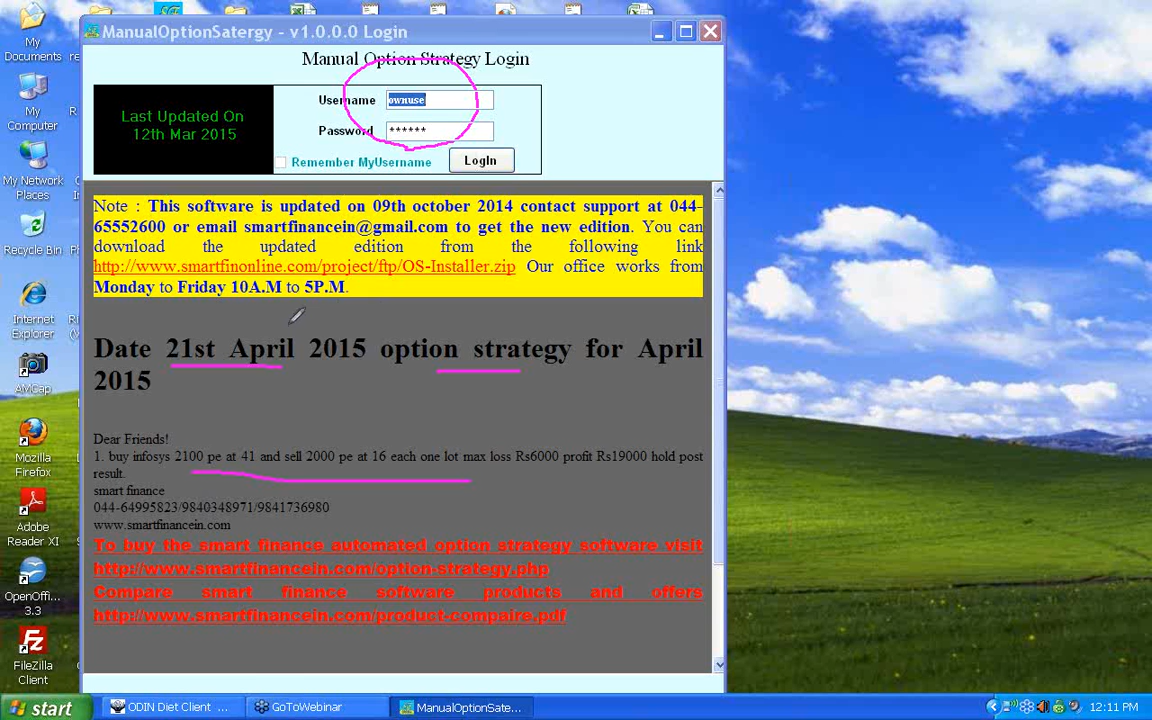 ManualOptionSatergy - v1.0.0.0 Login
Manual Option Strategy Login
Last Updated On
12th Mar 2015
Username ownuse
Password ******
Remember MyUsername
LogIn
Note : This software is updated on 09th october 2014 contact support at 044-
65552600 or email smartfinancein@gmail.com to get the new edition. You can
download the updated edition from the following link
http://www.smartfinonline.com/project/ftp/OS-Installer.zip Our office works from
Monday to Friday 10A.M to 5P.M.
Date 21st April 2015 option strategy for April
2015
Dear Friends!
1. buy infosys 2100 pe at 41 and sell 2000 pe at 16 each one lot max loss Rs6000 profit Rs19000 hold post
result.
smart finance
044-64995823/9840348971/9841736980
www.smartfinancein.com
To buy the smart finance automated option strategy software visit
http://www.smartfinancein.com/option-strategy.php
Compare smart finance software products and offers
http://www.smartfinancein.com/product-compaire.pdf
My
Documents
My
Computer
My Network
Places
Recycle Bin
Internet
Explorer
AMCap
Mozilla
Firefox
Adobe
Reader XI
OpenOffi...
3.3
FileZilla
Client
start
ODIN Diet Client ...
GoToWebinar
ManualOptionSate...
12:11 PM